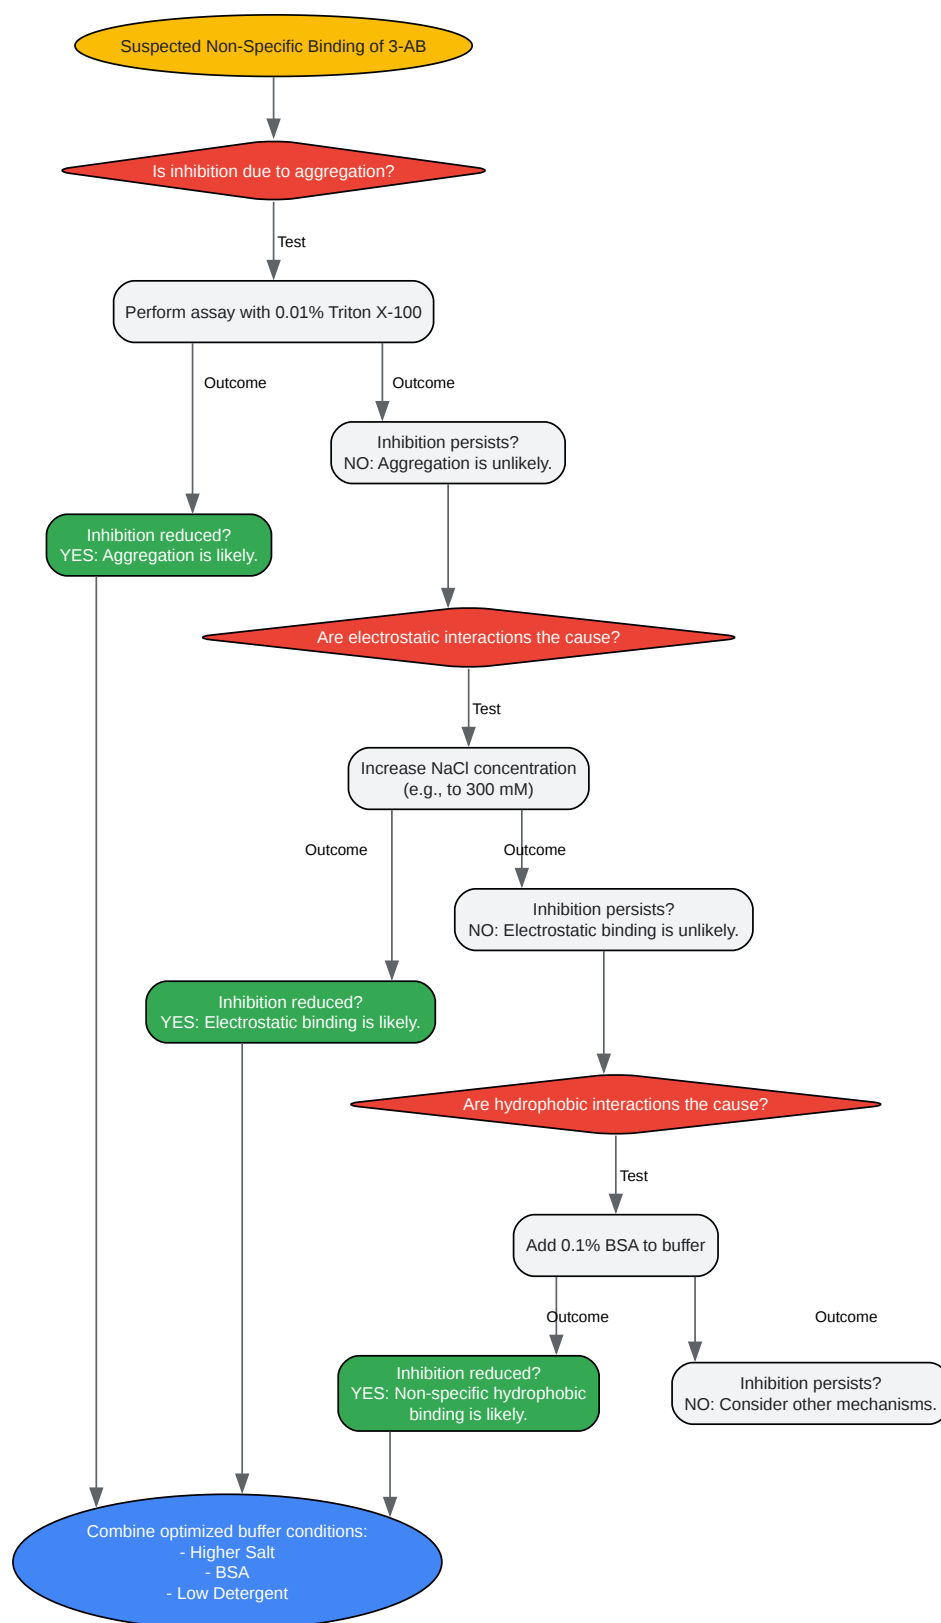 Suspected Non-Specific Binding of 3-AB
Is inhibition due to aggregation?
Test
Perform assay with 0.01% Triton X-100
Outcome
Outcome
Inhibition persists?
NO: Aggregation is unlikely.
Inhibition reduced?
YES: Aggregation is likely.
Are electrostatic interactions the cause?
Test
Increase NaCl concentration
(e.g., to 300 mM)
Outcome
Outcome
Inhibition persists?
NO: Electrostatic binding is unlikely.
Inhibition reduced?
YES: Electrostatic binding is likely.
Are hydrophobic interactions the cause?
Test
Add 0.1% BSA to buffer
Outcome
Outcome
Inhibition reduced?
YES: Non-specific hydrophobic
binding is likely.
Inhibition persists?
NO: Consider other mechanisms.
Combine optimized buffer conditions:
- Higher Salt
- BSA
- Low Detergent